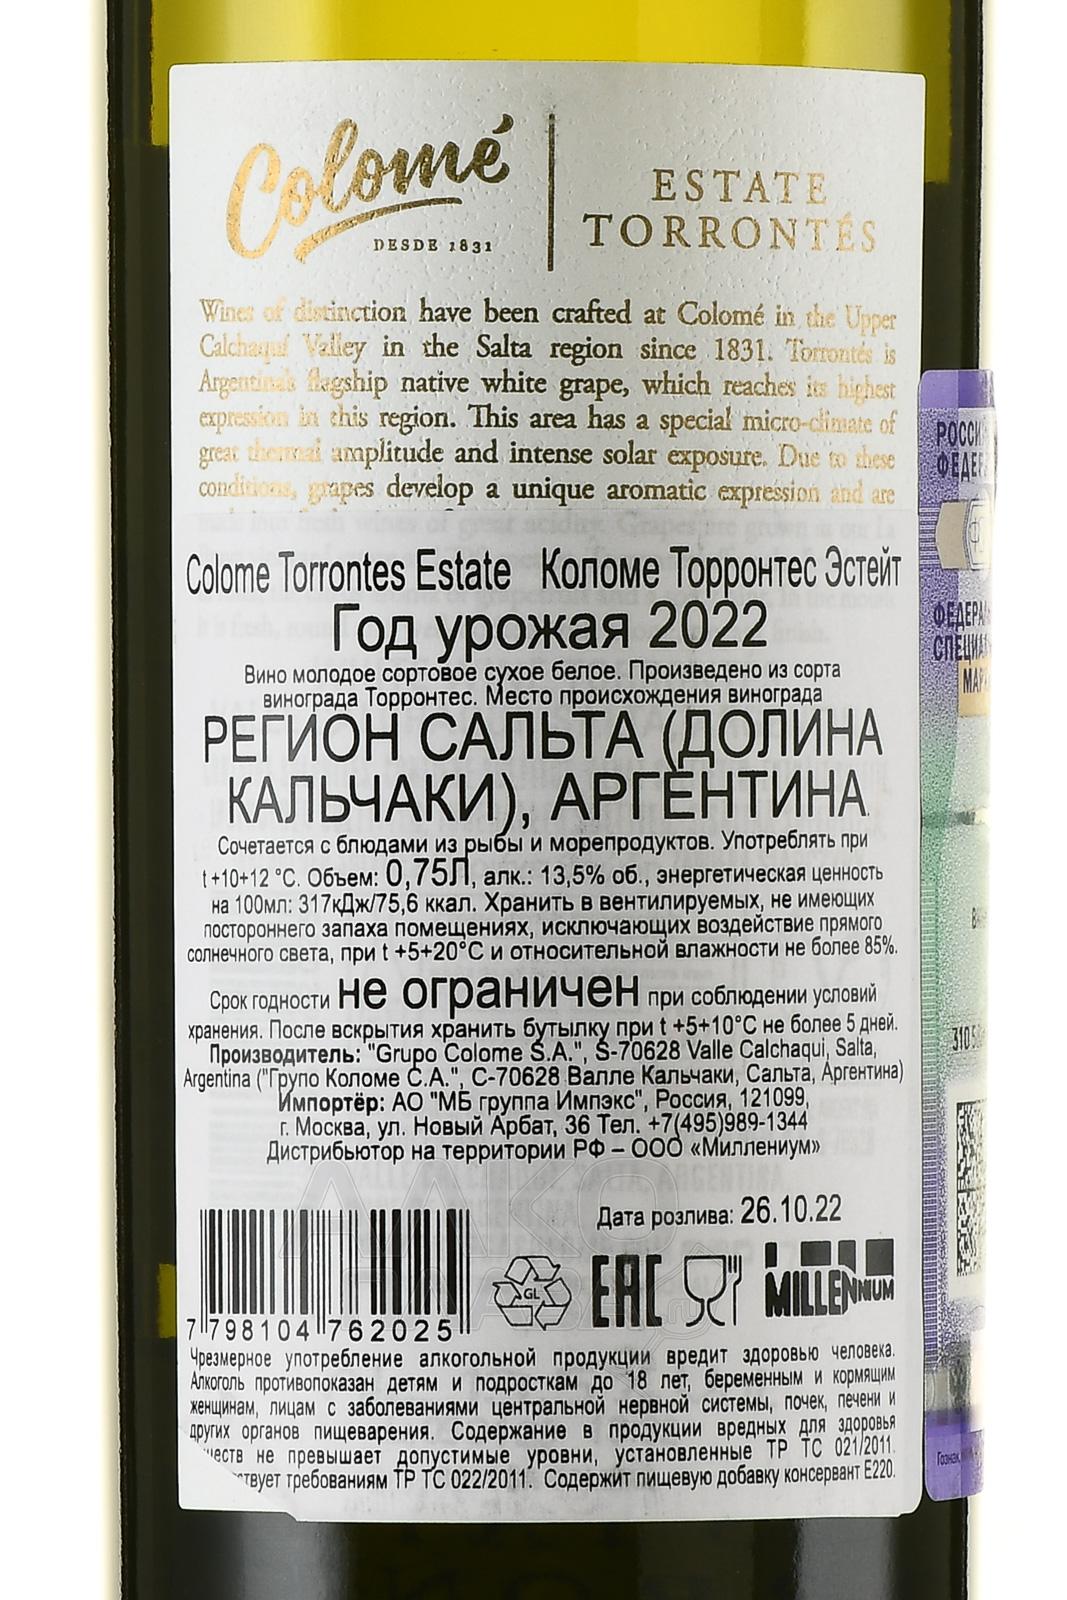 Colomé
DESDE 1831
ESTATE
TORRONTÉS
Wines of distinction have been crafted at Colomé in the Upper
Calchaquí Valley in the Salta region since 1831. Torrontés is
Argentina's flagship native white grape, which reaches its highest
expression in this region. This area has a special micro-climate of
great thermal amplitude and intense solar exposure. Due to these
conditions, grapes develop a unique aromatic expression and are
Colome Torrontes Estate Коломе Торронтес Эстейт
Год урожая 2022
Вино молодое сортовое сухое белое. Произведено из сорта
винограда Торронтес. Место происхождения винограда
РЕГИОН САЛЬТА (ДОЛИНА
КАЛЬЧАКИ), АРГЕНТИНА.
Сочетается с блюдами из рыбы и морепродуктов. Употреблять при
t +10+12 °C. Объем: 0,75Л, алк.: 13,5% об., энергетическая ценность
на 100мл: 317кДж/75,6 ккал. Хранить в вентилируемых, не имеющих
постороннего запаха помещениях, исключающих воздействие прямого
солнечного света, при t +5+20°C и относительной влажности не более 85%.
Срок годности не ограничен при соблюдении условий
хранения. После вскрытия хранить бутылку при t +5+10°C не более 5 дней.
Производитель: "Grupo Colome S.A.", S-70628 Valle Calchaqui, Salta,
Argentina ("Групо Коломе С.А.", С-70628 Валле Кальчаки, Сальта, Аргентина)
Импортёр: АО "МБ группа Импэкс", Россия, 121099,
г. Москва, ул. Новый Арбат, 36 Тел. +7(495)989-1344
Дистрибьютор на территории РФ – ООО «Миллениум»
Дата розлива: 26.10.22
7 798104 762025
GL
EAC
MILLENNIUM
Чрезмерное употребление алкогольной продукции вредит здоровью человека.
Алкоголь противопоказан детям и подросткам до 18 лет, беременным и кормящим
женщинам, лицам с заболеваниями центральной нервной системы, почек, печени и
других органов пищеварения. Содержание в продукции вредных для здоровья
не превышает допустимые уровни, установленные ТР ТС 021/2011.
требованиям ТР ТС 022/2011. Содержит пищевую добавку консервант Е220.